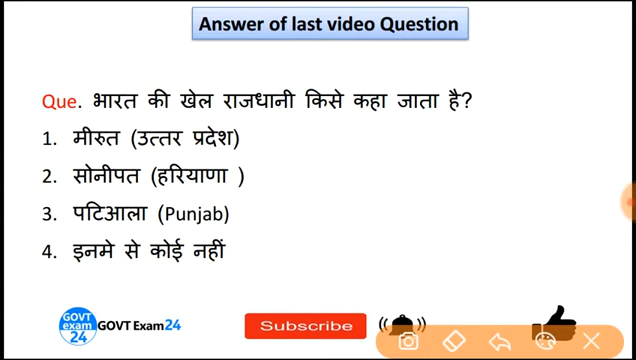 Answer of last video Question
Que. भारत की खेल राजधानी किसे कहा जाता है?
1. मीरुत (उत्तर प्रदेश)
2. सोनीपत (हरियाणा )
3. पटिआला (Punjab)
4. इनमे से कोई नहीं
GOVT
exam
24
GOVT Exam24
Subscribe